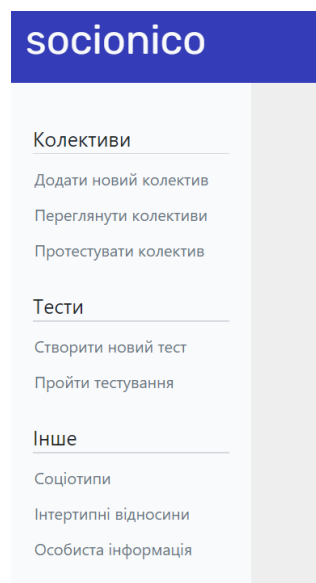 socionico
Колективи
Додати новий колектив
Переглянути колективи
Протестувати колектив
Тести
Створити новий тест
Пройти тестування
Інше
Соціотипи
Інтертипні відносини
Особиста інформація